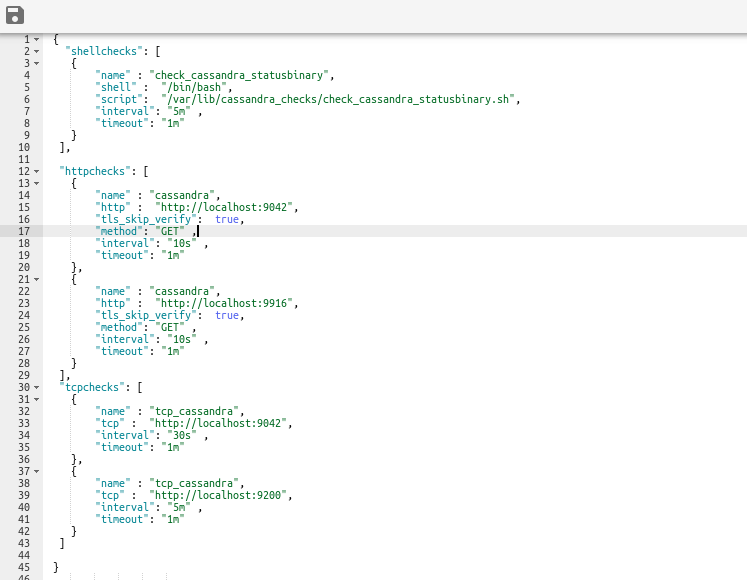 1 {
2 "shellchecks": [
3 {
4 "name" : "check_cassandra_statusbinary",
5 "shell" : "/bin/bash",
6 "script": "/var/lib/cassandra_checks/check_cassandra_statusbinary.sh",
7 "interval": "5m" ,
8 "timeout": "1m"
9 }
10 ],
11
12 "httpchecks": [
13 {
14 "name" : "cassandra",
15 "http" : "http://localhost:9042",
16 "tls_skip_verify": true,
17 "method": "GET" ,
18 "interval": "10s" ,
19 "timeout": "1m"
20 },
21 {
22 "name" : "cassandra",
23 "http" : "http://localhost:9916",
24 "tls_skip_verify": true,
25 "method": "GET" ,
26 "interval": "10s" ,
27 "timeout": "1m"
28 }
29 ],
30 "tcpchecks": [
31 {
32 "name" : "tcp_cassandra",
33 "tcp" : "http://localhost:9042",
34 "interval": "30s" ,
35 "timeout": "1m"
36 },
37 {
38 "name" : "tcp_cassandra",
39 "tcp" : "http://localhost:9200",
40 "interval": "5m" ,
41 "timeout": "1m"
42 }
43 ]
44
45 }
46